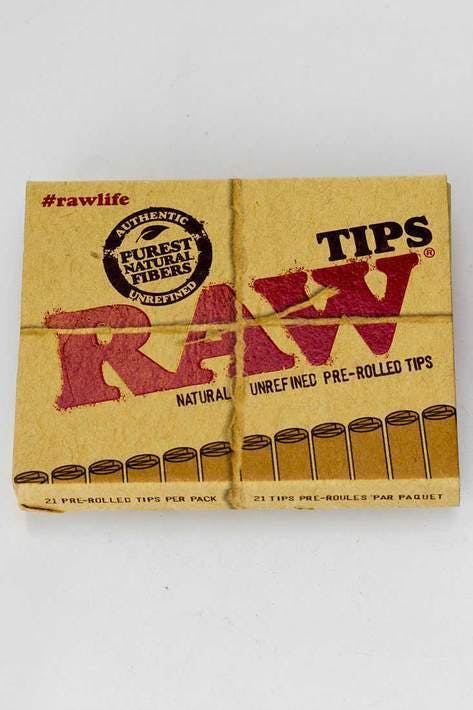 #rawlife
AUTHENTIC
PUREST
NATURAL
FIBERS
UNREFINED
TIPS
RAW®
NATURAL UNREFINED PRE-ROLLED TIPS
21 PRE-ROLLED TIPS PER PACK 21 TIPS PRE-ROULES PAR PAQUET